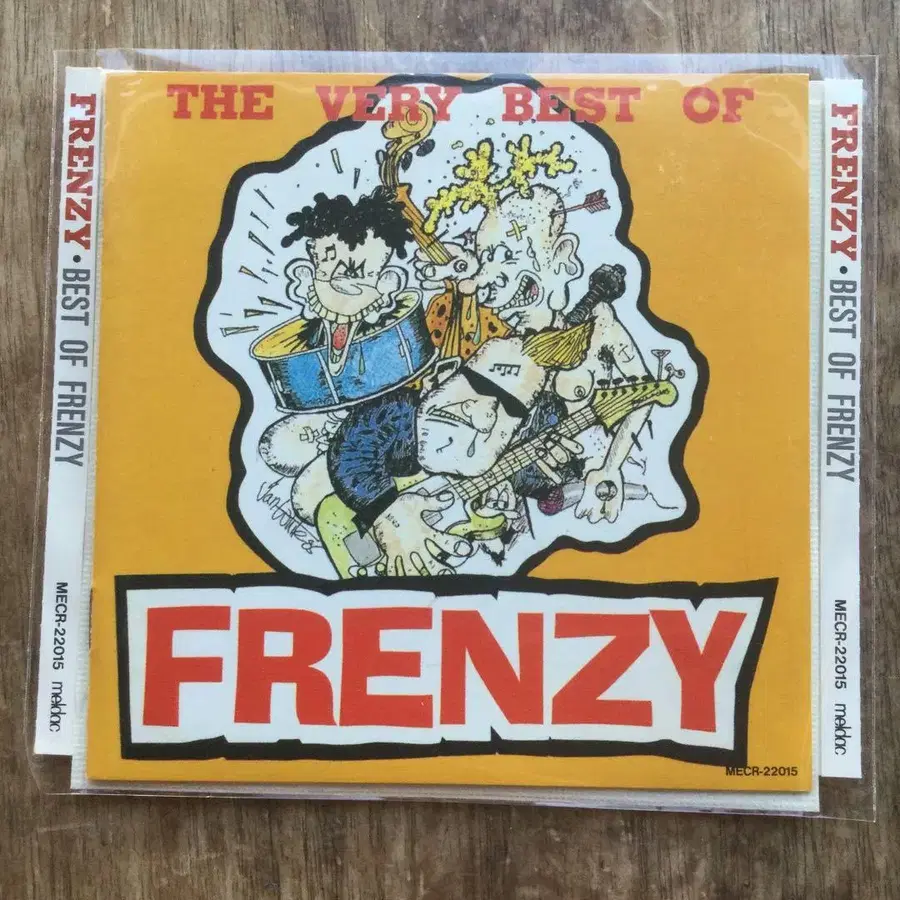 THE VERY BEST OF
FRENZY
MECR-22015
FRENZY • BEST OF FRENZY
MECR-22015 meldac
FRENZY • BEST OF FRENZY
MECR-22015 meldac